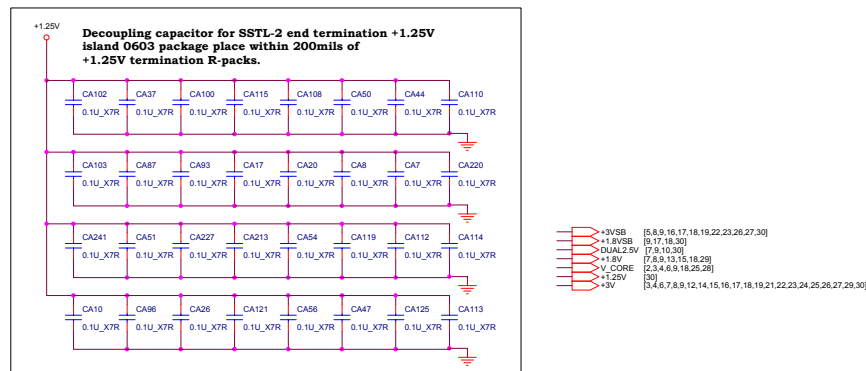 +1.25V
Decoupling capacitor for SSTL-2 end termination +1.25V
island 0603 package place within 200mils of
+1.25V termination R-packs.
CA102 CA37 CA100 CA115 CA108 CA50 CA44 CA110
0.1U_X7R 0.1U_X7R 0.1U_X7R 0.1U_X7R 0.1U_X7R 0.1U_X7R 0.1U_X7R 0.1U_X7R
CA103 CA87 CA93 CA17 CA20 CA8 CA7 CA220
0.1U_X7R 0.1U_X7R 0.1U_X7R 0.1U_X7R 0.1U_X7R 0.1U_X7R 0.1U_X7R 0.1U_X7R
CA241 CA51 CA227 CA213 CA54 CA119 CA112 CA114
0.1U_X7R 0.1U_X7R 0.1U_X7R 0.1U_X7R 0.1U_X7R 0.1U_X7R 0.1U_X7R 0.1U_X7R
CA10 CA96 CA26 CA121 CA56 CA47 CA125 CA113
0.1U_X7R 0.1U_X7R 0.1U_X7R 0.1U_X7R 0.1U_X7R 0.1U_X7R 0.1U_X7R 0.1U_X7R
+3VSB [5,8,9,16,17,18,19,22,23,26,27,30]
+1.8VSB [9,17,18,30]
DUAL2.5V [7,9,10,30]
+1.8V [7,8,9,13,15,18,29]
V_CORE [2,3,4,6,9,18,25,28]
+1.25V [30]
+3V [3,4,6,7,8,9,12,14,15,16,17,18,19,21,22,23,24,25,26,27,29,30]